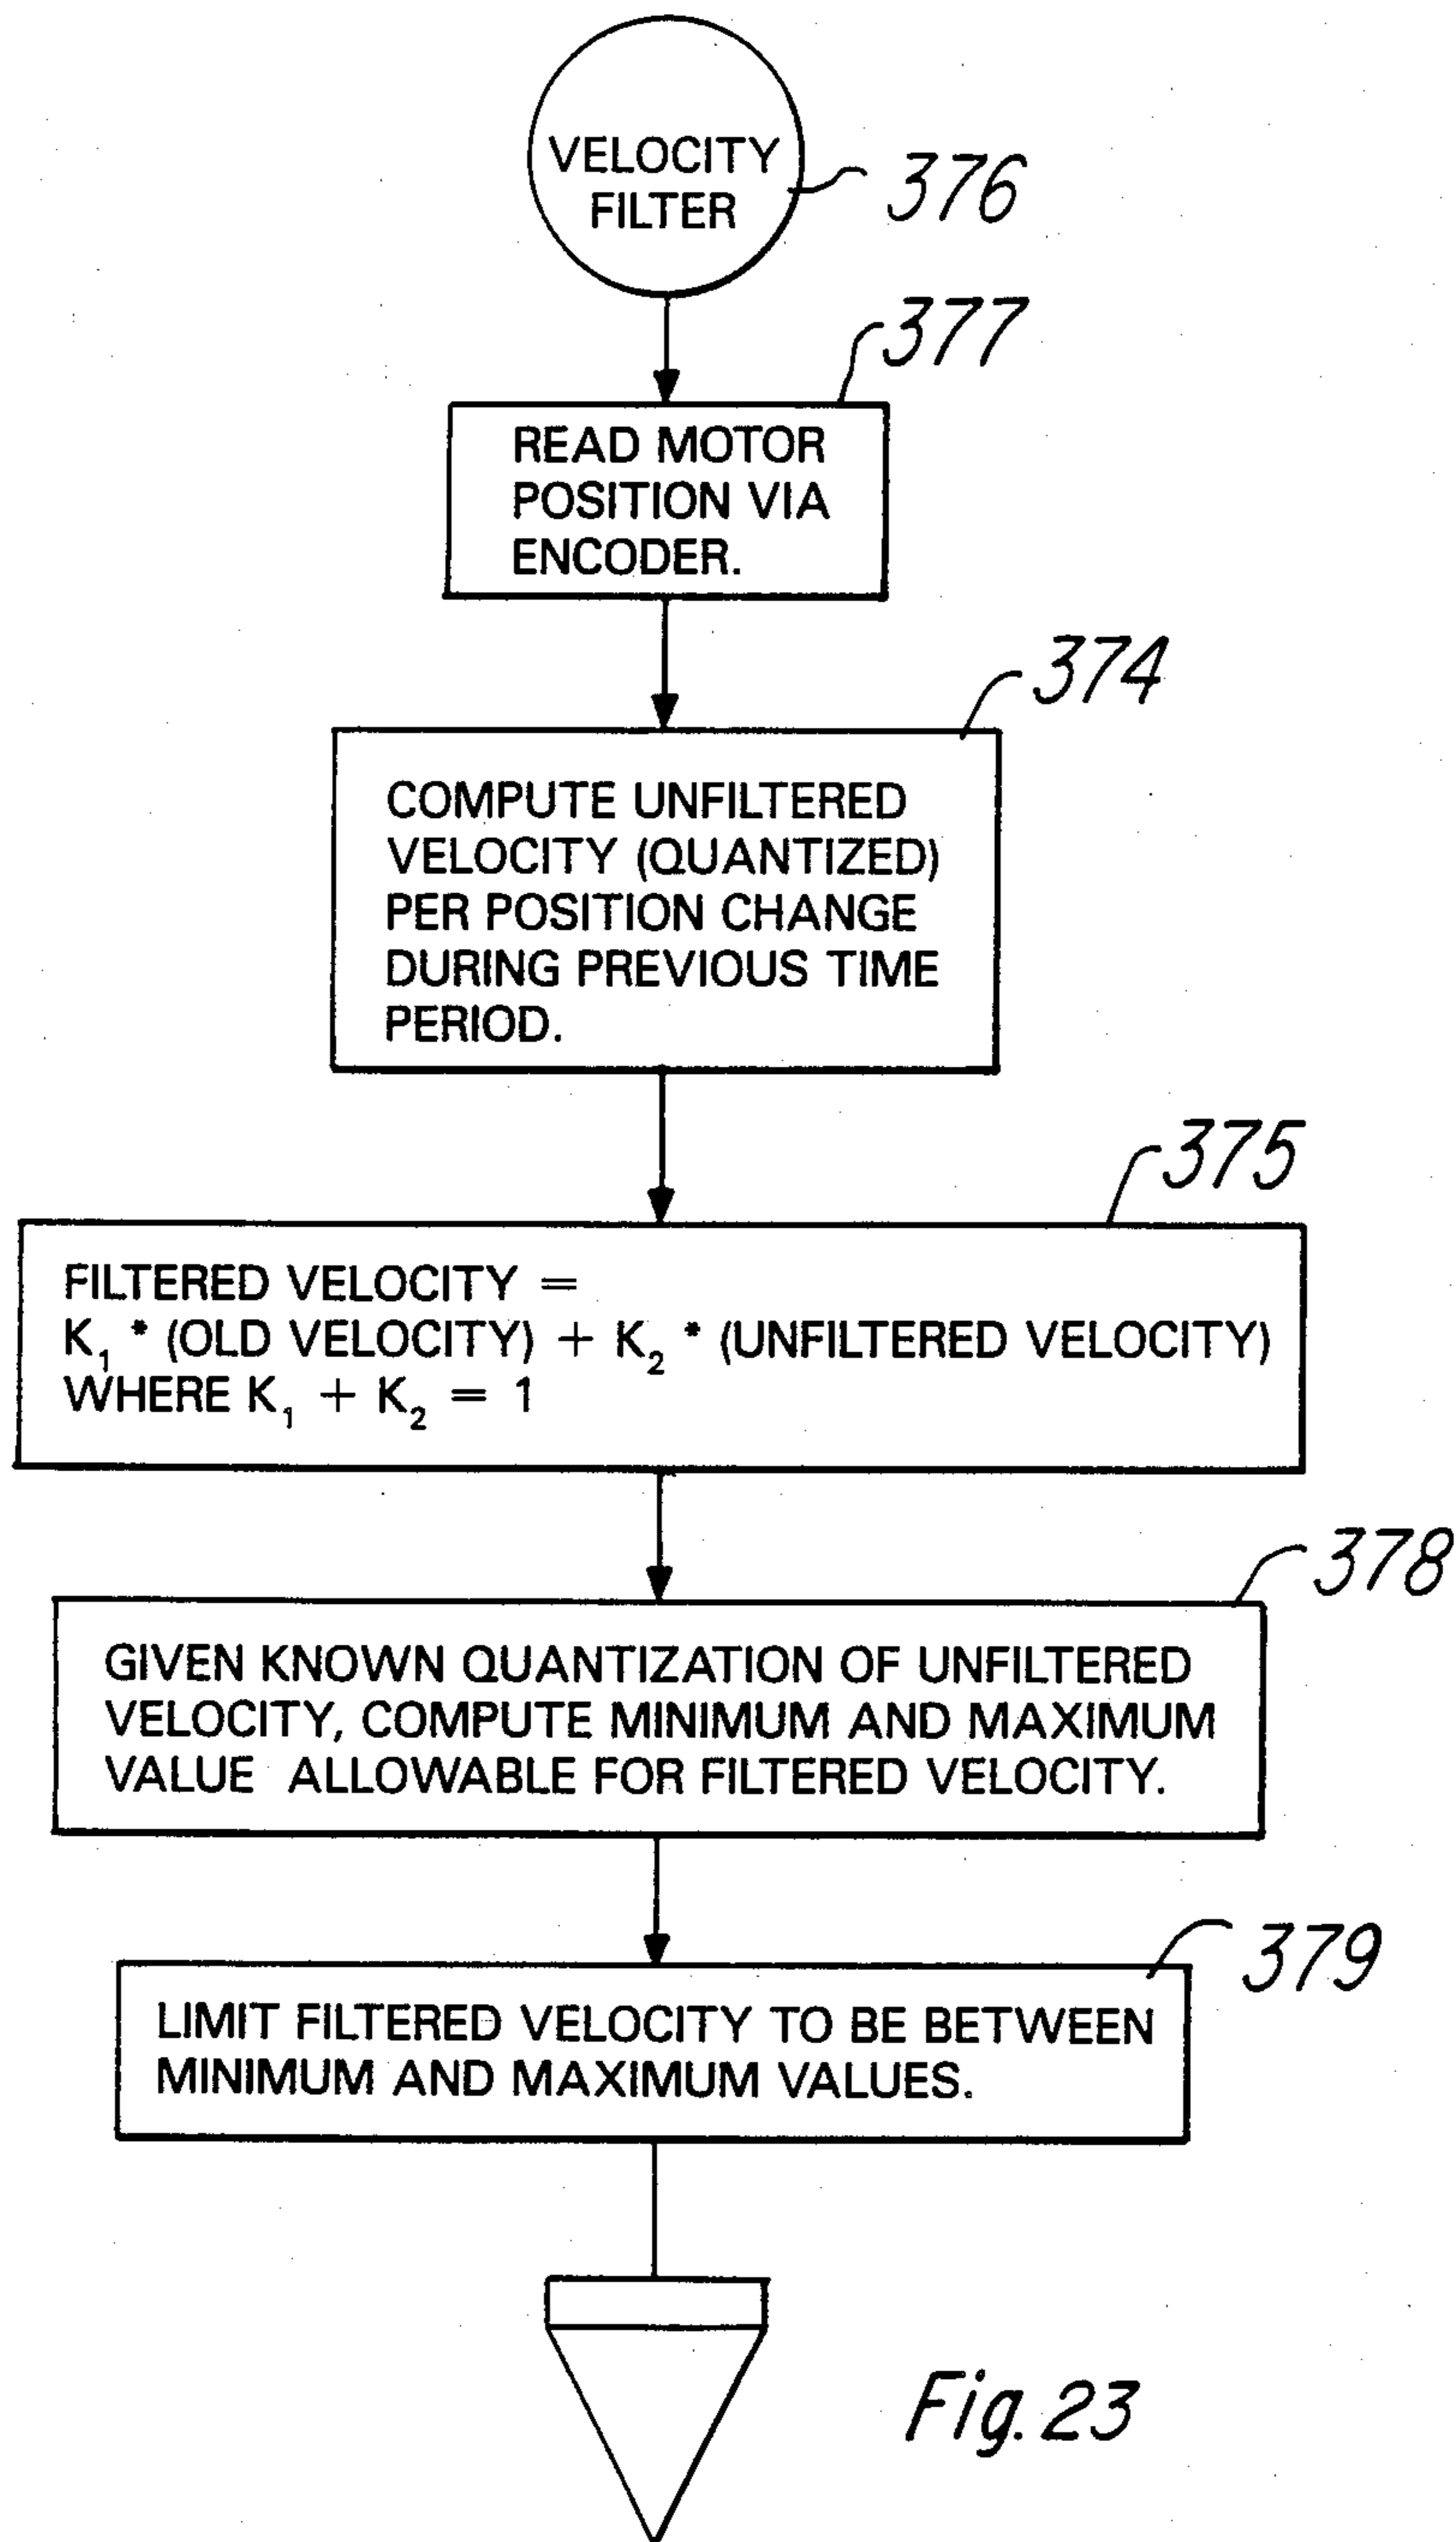 VELOCITY
FILTER
376
377
READ MOTOR
POSITION VIA
ENCODER.
374
COMPUTE UNFILTERED
VELOCITY (QUANTIZED)
PER POSITION CHANGE
DURING PREVIOUS TIME
PERIOD.
375
FILTERED VELOCITY =
K₁ * (OLD VELOCITY) + K₂ * (UNFILTERED VELOCITY)
WHERE K₁ + K₂ = 1
378
GIVEN KNOWN QUANTIZATION OF UNFILTERED
VELOCITY, COMPUTE MINIMUM AND MAXIMUM
VALUE ALLOWABLE FOR FILTERED VELOCITY.
379
LIMIT FILTERED VELOCITY TO BE BETWEEN
MINIMUM AND MAXIMUM VALUES.
Fig. 23